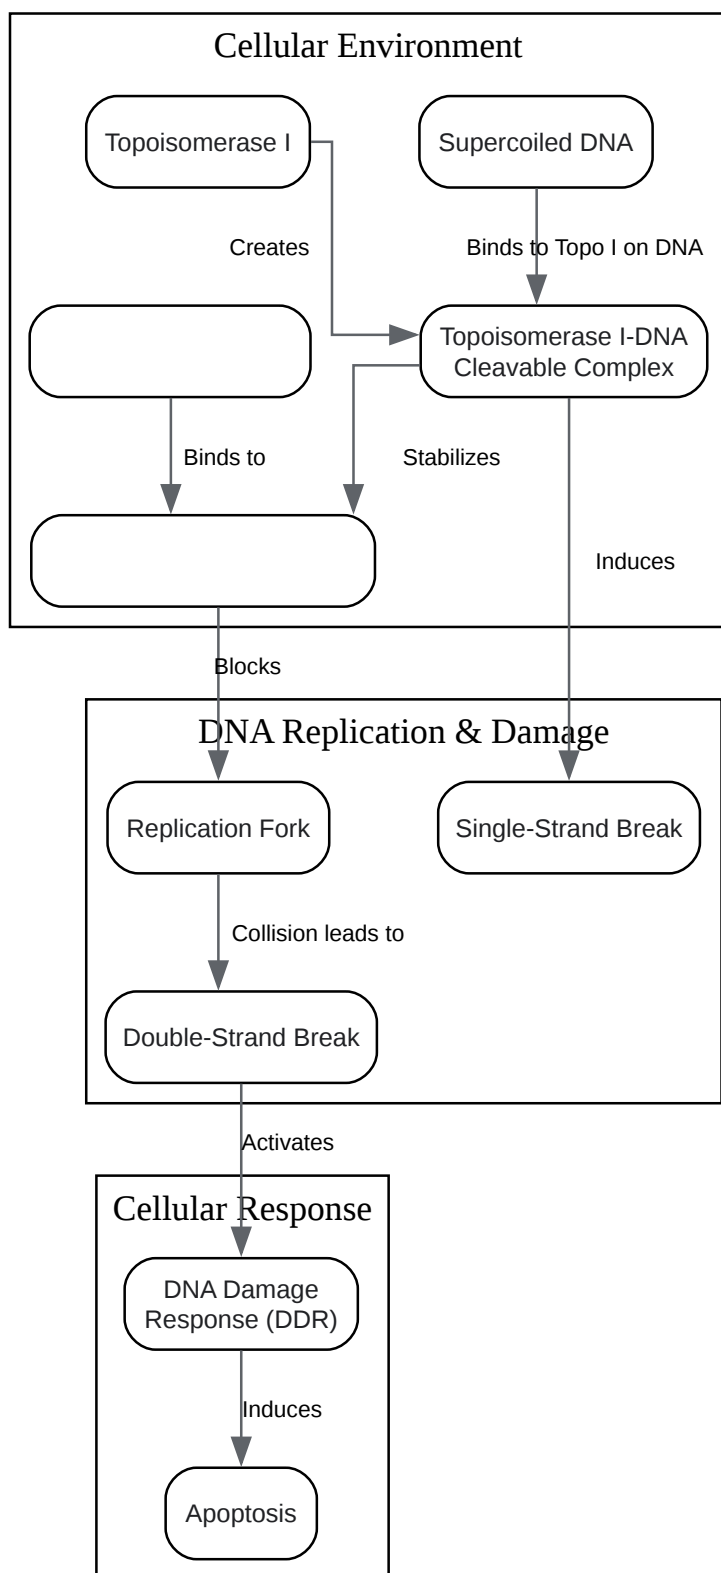 Cellular Environment
Topoisomerase I
Supercoiled DNA
Creates
Binds to Topo I on DNA
Topoisomerase I-DNA
Cleavable Complex
Binds to
Stabilizes
Induces
Blocks
DNA Replication & Damage
Replication Fork
Single-Strand Break
Collision leads to
Double-Strand Break
Activates
Cellular Response
DNA Damage
Response (DDR)
Induces
Apoptosis